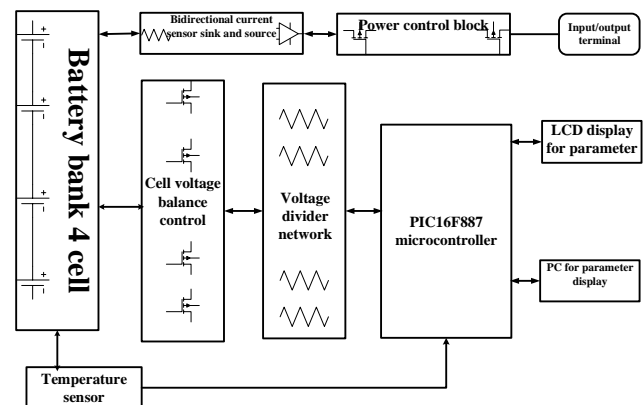 Bidirectional current
sensor sink and source
Power control block
Input/output
terminal
Battery bank 4 cell
Cell voltage
balance control
Voltage
divider
network
PIC16F887
microcontroller
LCD display
for parameter
PC for parameter
display
Temperature
sensor